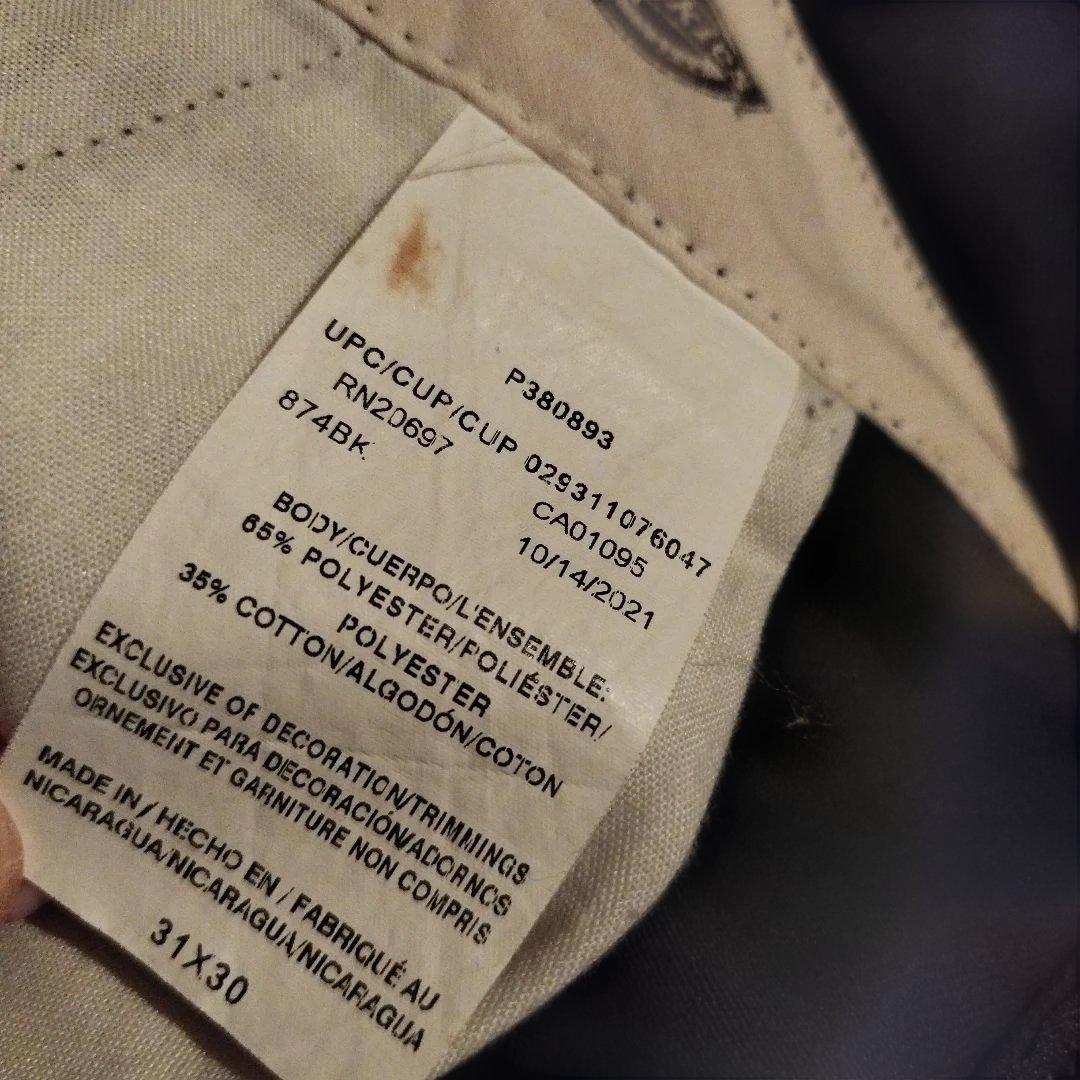 P380893
UPC/CUP/CUP 029311076047
RN20697 CA01095
874BK 10/14/2021
BODY/CUERPO/L'ENSEMBLE:
65% POLYESTER/POLIÉSTER/
POLYESTER
35% COTTON/ALGODÓN/COTON
EXCLUSIVE OF DECORATION/TRIMMINGS
EXCLUSIVO PARA DECORACIÓN/ADORNOS
ORNEMENT ET GARNITURE NON COMPRIS
MADE IN / HECHO EN / FABRIQUÉ AU
NICARAGUA/NICARAGUA/NICARAGUA
31X30